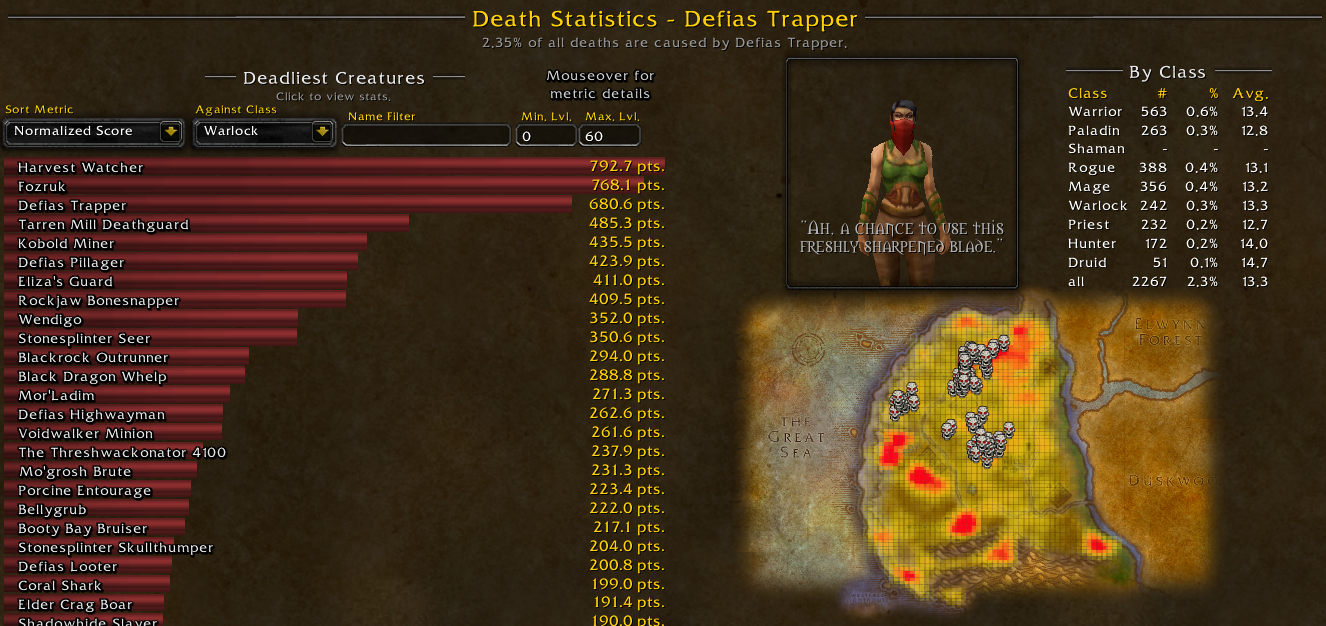 Death Statistics - Defias Trapper
2.35% of all deaths are caused by Defias Trapper.
Deadliest Creatures
Click to view stats.
Mouseover for
metric details
Sort Metric
Against Class
Name Filter
Min. Lvl.
Max. Lvl.
Normalized Score
Warlock
0
60
Harvest Watcher 792.7 pts.
Fozruk 768.1 pts.
Defias Trapper 680.6 pts.
Tarren Mill Deathguard 485.3 pts.
Kobold Miner 435.5 pts.
Defias Pillager 423.9 pts.
Eliza's Guard 411.0 pts.
Rockjaw Bonesnapper 409.5 pts.
Wendigo 352.0 pts.
Stonesplinter Seer 350.6 pts.
Blackrock Outrunner 294.0 pts.
Black Dragon Whelp 288.8 pts.
Mor'Ladim 271.3 pts.
Defias Highwayman 262.6 pts.
Voidwalker Minion 261.6 pts.
The Threshwackonator 4100 237.9 pts.
Mo'grosh Brute 231.3 pts.
Porcine Entourage 223.4 pts.
Bellygrub 222.0 pts.
Booty Bay Bruiser 217.1 pts.
Stonesplinter Skullthumper 204.0 pts.
Defias Looter 200.8 pts.
Coral Shark 199.0 pts.
Elder Crag Boar 191.4 pts.
Shadowhide Slayer 190.0 pts.
"Ah, a chance to use this
freshly sharpened blade."
By Class
Class # % Avg.
Warrior 563 0.6% 13.4
Paladin 263 0.3% 12.8
Shaman - - -
Rogue 388 0.4% 13.1
Mage 356 0.4% 13.2
Warlock 242 0.3% 13.3
Priest 232 0.2% 12.7
Hunter 172 0.2% 14.0
Druid 51 0.1% 14.7
all 2267 2.3% 13.3
Elwynn
Forest
The
Great
Sea
Duskwoo